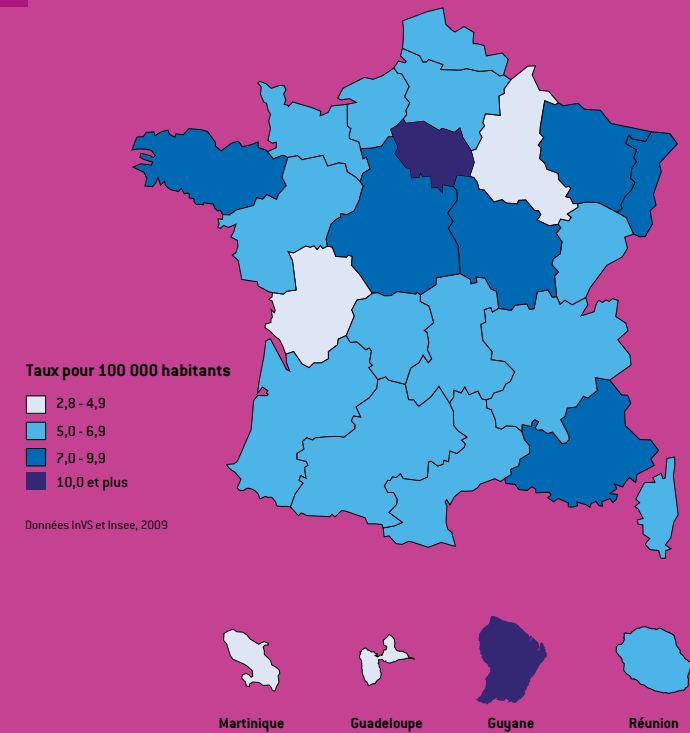 Taux pour 100 000 habitants
2,8 - 4,9
5,0 - 6,9
7,0 - 9,9
10,0 et plus
Données InVS et Insee, 2009
Martinique Guadeloupe Guyane Réunion